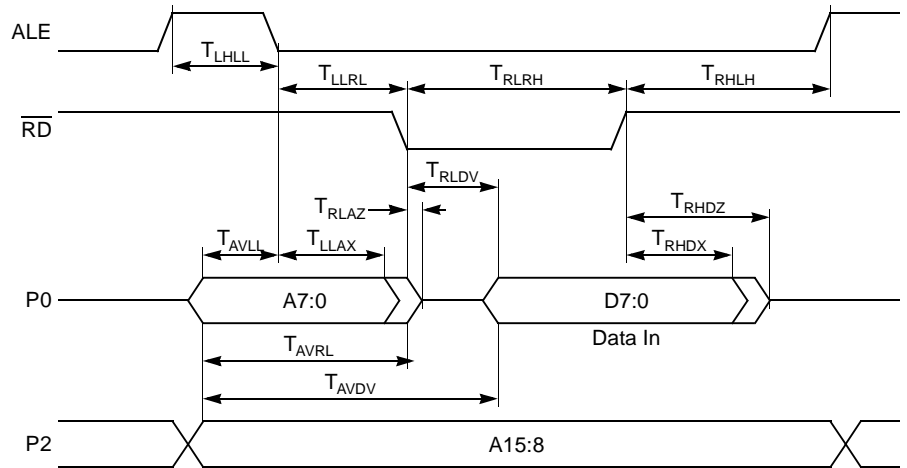 ALE
T_LHLL
T_LLRL
T_RLRH
T_RHLH
R̅D̅
T_RLDV
T_RLAZ
T_RHDZ
T_AVLL
T_LLAX
T_RHDX
P0
A7:0
D7:0
Data In
T_AVRL
T_AVDV
P2
A15:8